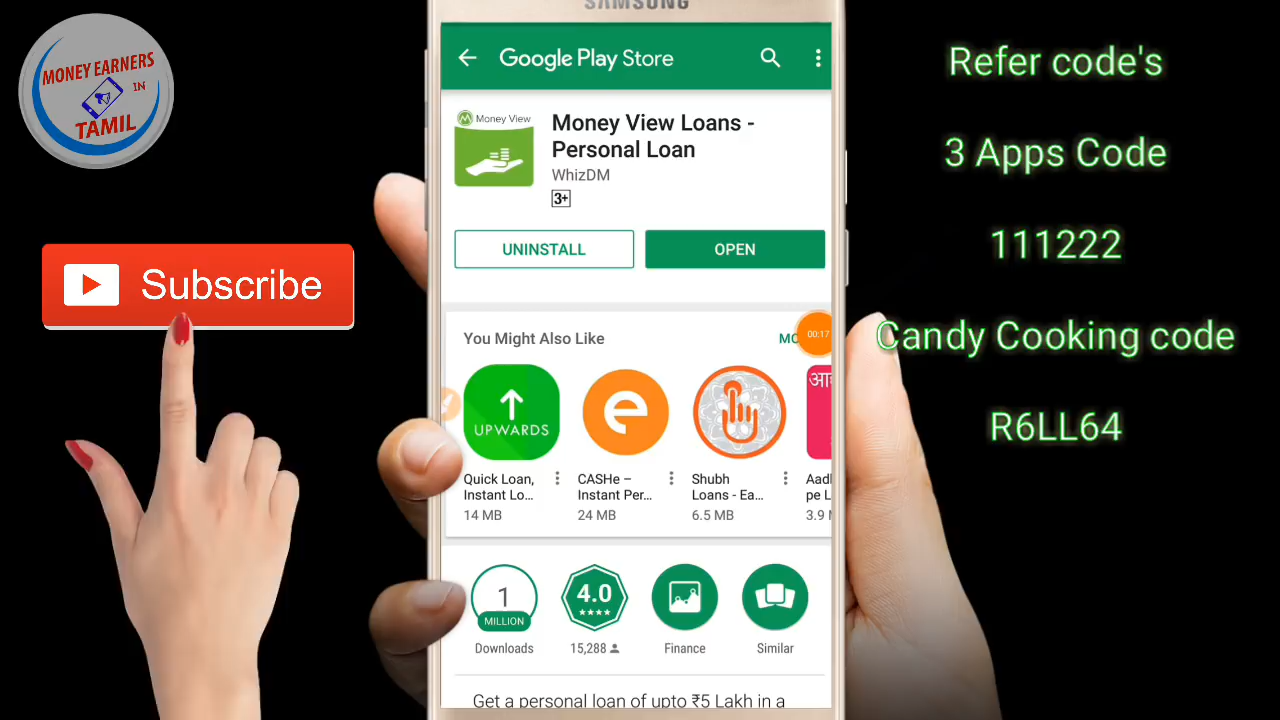 SAMSUNG
MONEY EARNERS
IN
TAMIL
Subscribe
Google Play Store
Money View
Money View Loans -
Personal Loan
WhizDM
3+
UNINSTALL
OPEN
You Might Also Like
00:17
UPWARDS
e
Quick Loan,
Instant Lo...
14 MB
CASHe –
Instant Per...
24 MB
Shubh
Loans - Ea...
6.5 MB
1
MILLION
Downloads
4.0
15,288
Finance
Similar
Get a personal loan of upto ₹5 Lakh in a
Refer code's
3 Apps Code
111222
Candy Cooking code
R6LL64